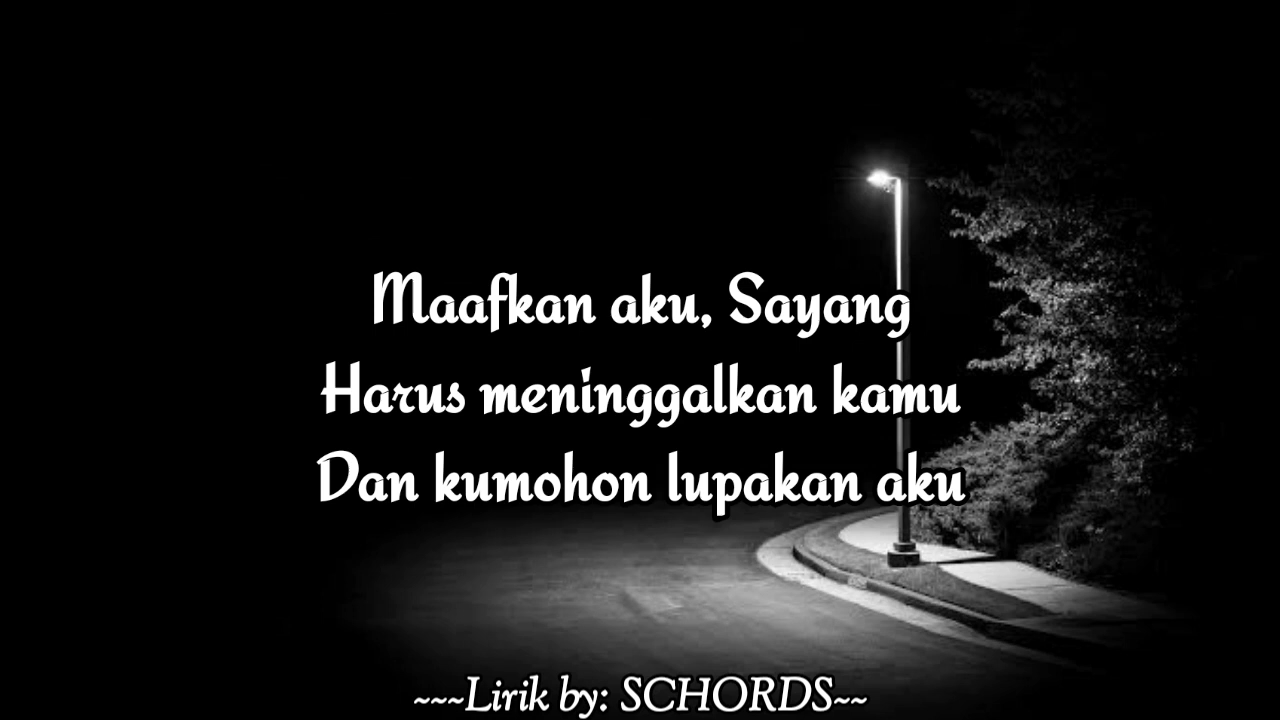 Maafkan aku, Sayang
Harus meninggalkan kamu
Dan kumohon lupakan aku
~~~Lirik by: SCHORDS~~